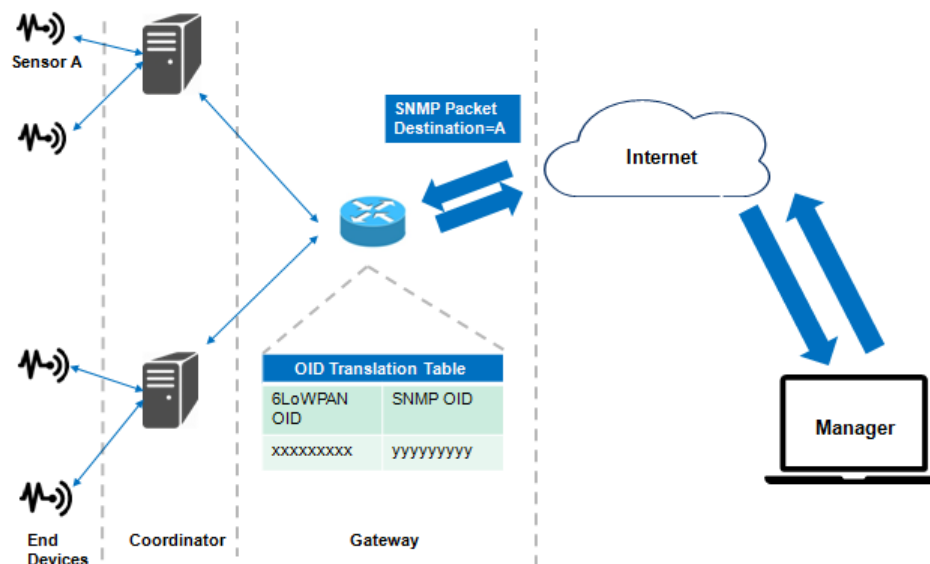 Sensor A
SNMP Packet
Destination=A
Internet
OID Translation Table
6LoWPAN
OID
SNMP OID
xxxxxxxxx
yyyyyyyyy
Manager
End
Devices
Coordinator
Gateway